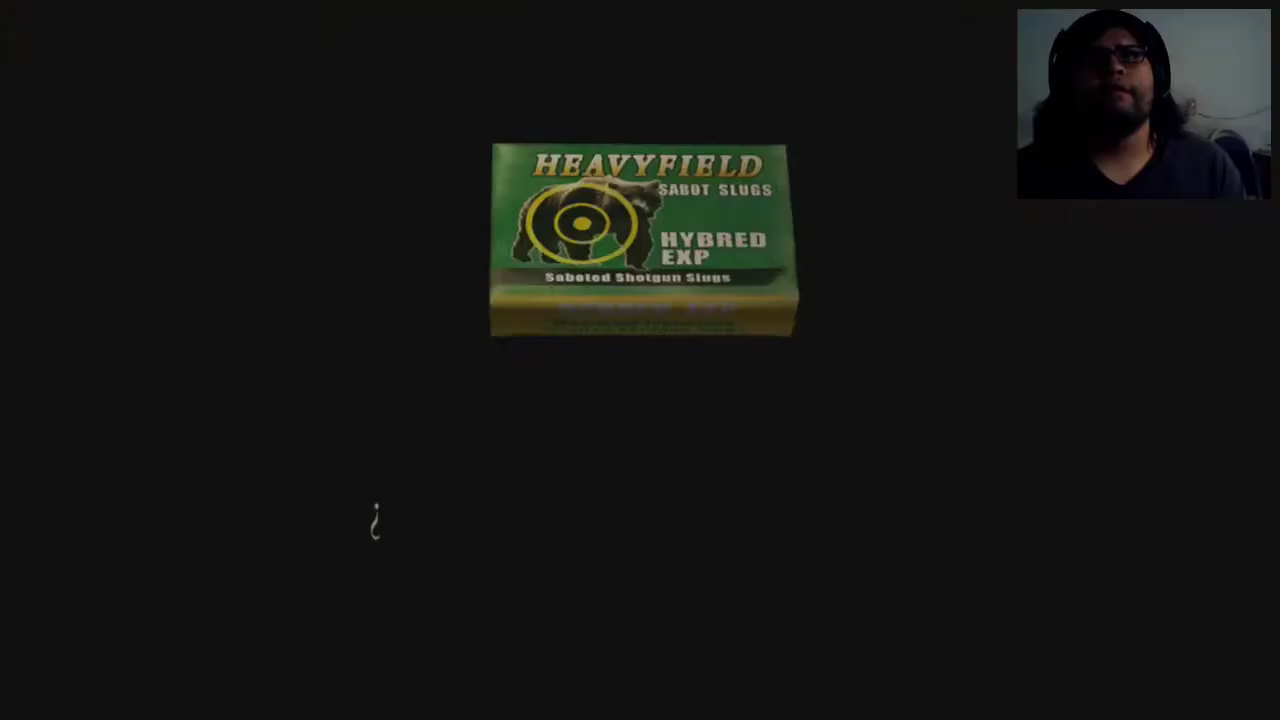 HEAVYFIELD
SABOT SLUGS
HYBRED
EXP
Saboted Shotgun Slugs
¿